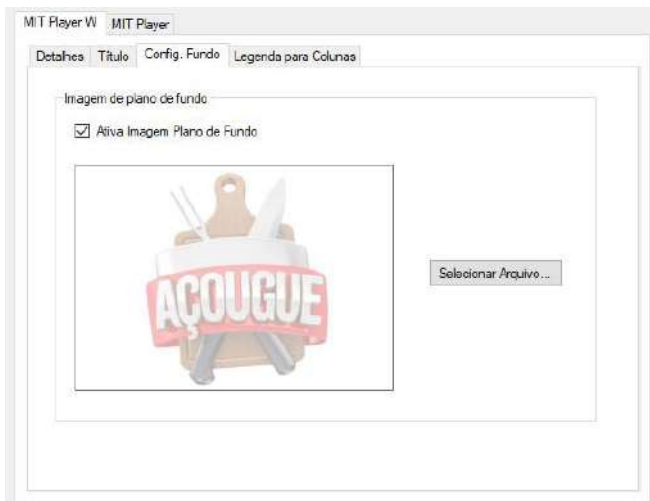 MIT Player W MIT Player
Detalhes Título Config. Fundo Legenda para Colunas
Imagem de plano de fundo
Ativa Imagem Plano de Fundo
AÇOUGUE
Selecionar Arquivo...